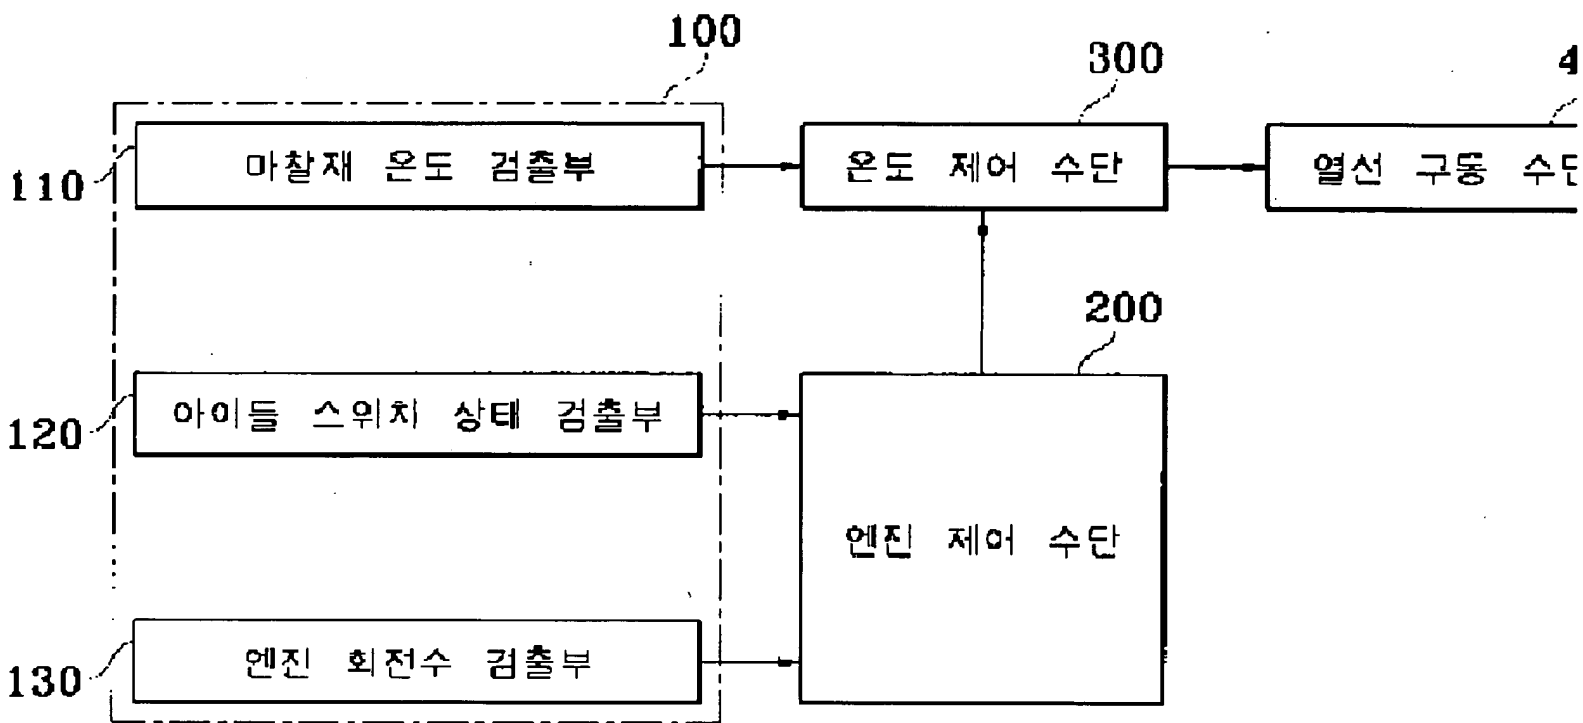 100
300
4
110
마찰재 온도 검출부
온도 제어 수단
열선 구동
200
120
아이들 스위치 상태 검출부
엔진 제어 수단
130
엔진 회전수 검출부